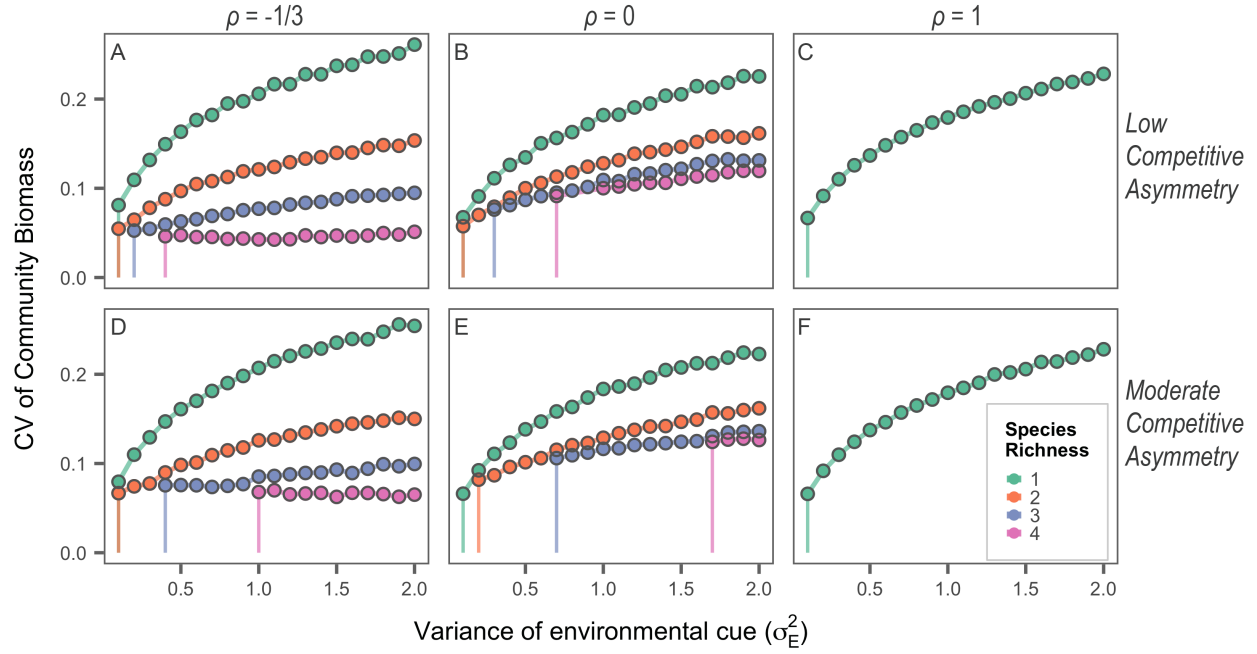 ρ = -1/3
ρ = 0
ρ = 1
A
B
C
0.2
0.1
0.0
Low
Competitive
Asymmetry
D
E
F
0.2
0.1
0.0
Moderate
Competitive
Asymmetry
Species
Richness
1
2
3
4
0.5 1.0 1.5 2.0
0.5 1.0 1.5 2.0
0.5 1.0 1.5 2.0
CV of Community Biomass
Variance of environmental cue (σ²_E)